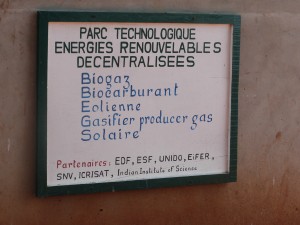 PARC TECHNOLOGIQUE
ENERGIES RENOUVELABLES
DECENTRALISEES
Biogaz
Biocarburant
Eolienne
Gasifier producer gas
Solaire
Partenaires: EDF, ESF, UNIDO, EiFER,
SNV, ICRISAT, Indian Institute of Science